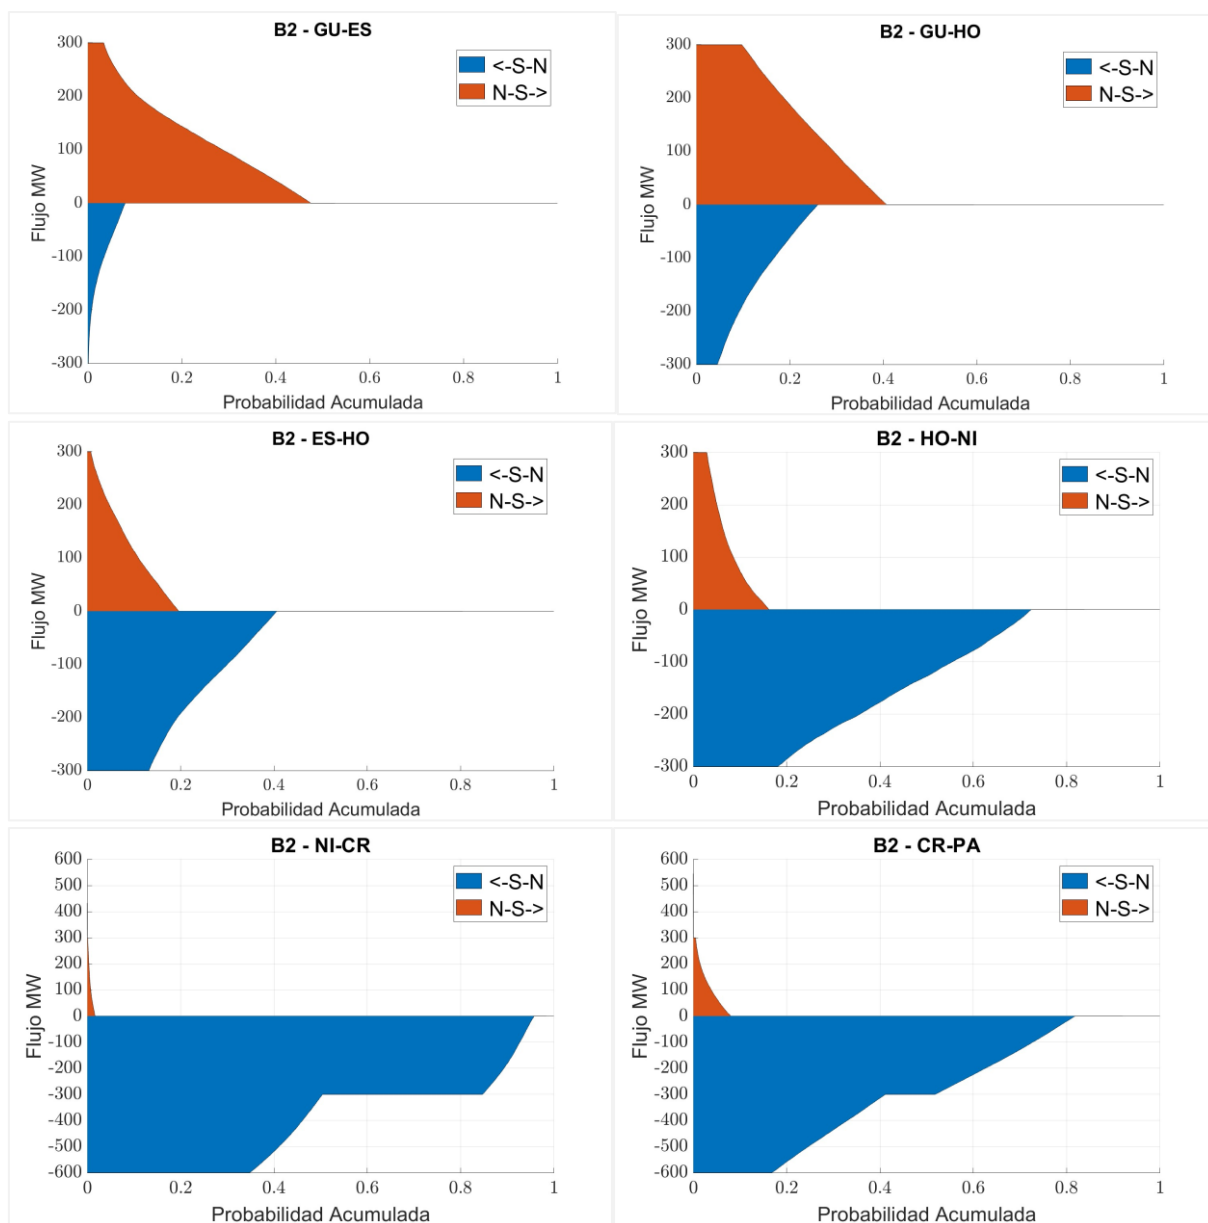 B2 - GU-ES
300
200
100
0
-100
-200
-300
Flujo MW
<-S-N
N-S->
0 0.2 0.4 0.6 0.8 1
Probabilidad Acumulada
B2 - GU-HO
300
200
100
0
-100
-200
-300
Flujo MW
<-S-N
N-S->
0 0.2 0.4 0.6 0.8 1
Probabilidad Acumulada
B2 - ES-HO
300
200
100
0
-100
-200
-300
Flujo MW
<-S-N
N-S->
0 0.2 0.4 0.6 0.8 1
Probabilidad Acumulada
B2 - HO-NI
300
200
100
0
-100
-200
-300
Flujo MW
<-S-N
N-S->
0 0.2 0.4 0.6 0.8 1
Probabilidad Acumulada
B2 - NI-CR
600
500
400
300
200
100
0
-100
-200
-300
-400
-500
-600
Flujo MW
<-S-N
N-S->
0 0.2 0.4 0.6 0.8 1
Probabilidad Acumulada
B2 - CR-PA
600
500
400
300
200
100
0
-100
-200
-300
-400
-500
-600
Flujo MW
<-S-N
N-S->
0 0.2 0.4 0.6 0.8 1
Probabilidad Acumulada